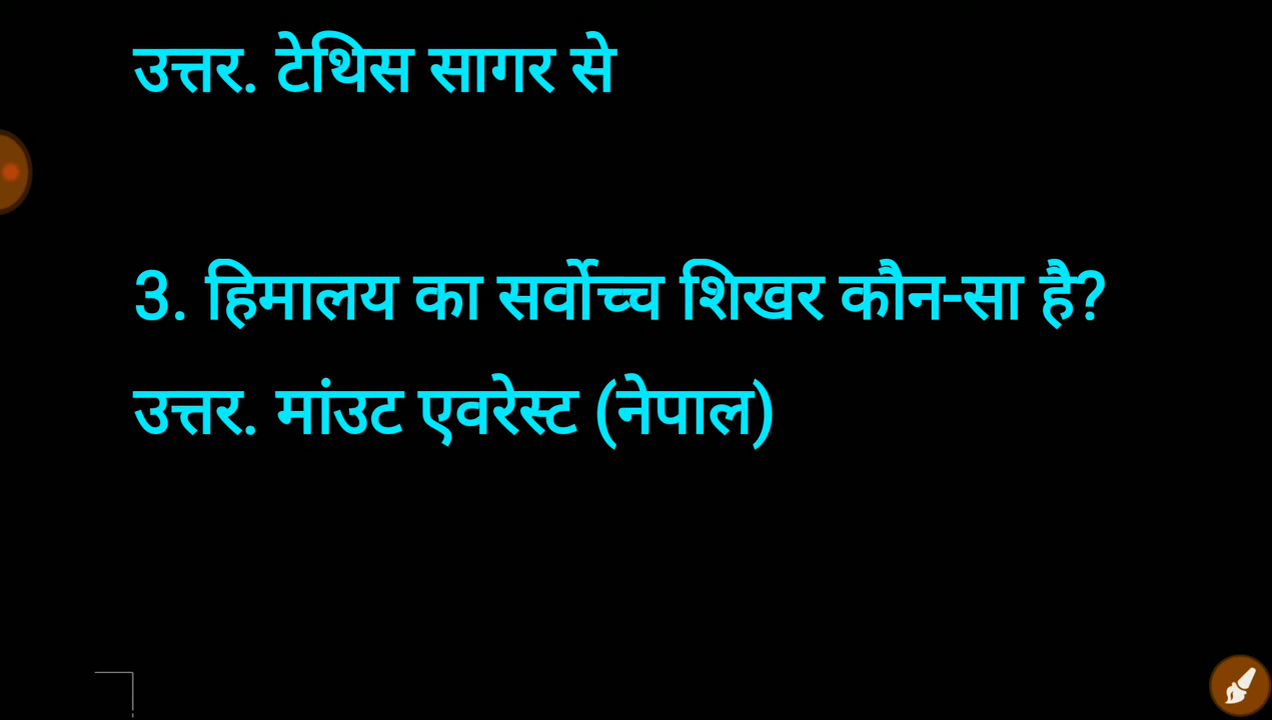 उत्तर. टेथिस सागर से
3. हिमालय का सर्वोच्च शिखर कौन-सा है?
उत्तर. मांउट एवरेस्ट (नेपाल)